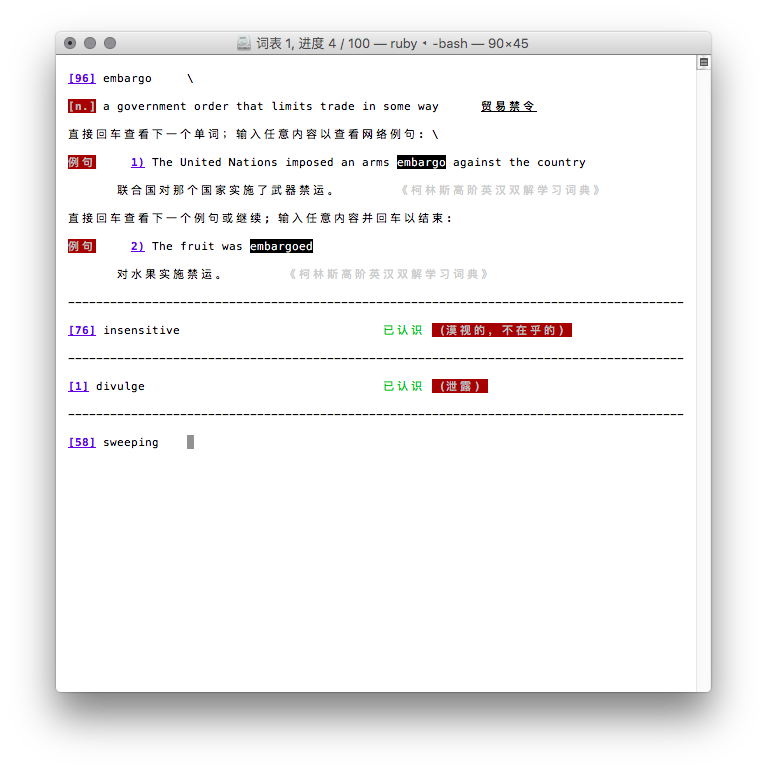 词表 1, 进度 4 / 100 — ruby ◂ -bash — 90×45
[96] embargo \
[n.] a government order that limits trade in some way 贸易禁令
直接回车查看下一个单词; 输入任意内容以查看网络例句: \
例句 1) The United Nations imposed an arms embargo against the country
联合国对那个国家实施了武器禁运。 《柯林斯高阶英汉双解学习词典》
直接回车查看下一个例句或继续; 输入任意内容并回车以结束:
例句 2) The fruit was embargoed
对水果实施禁运。 《柯林斯高阶英汉双解学习词典》
----------------------------------------------------------------------------------------
[76] insensitive 已认识 (漠视的, 不在乎的)
----------------------------------------------------------------------------------------
[1] divulge 已认识 (泄露)
----------------------------------------------------------------------------------------
[58] sweeping